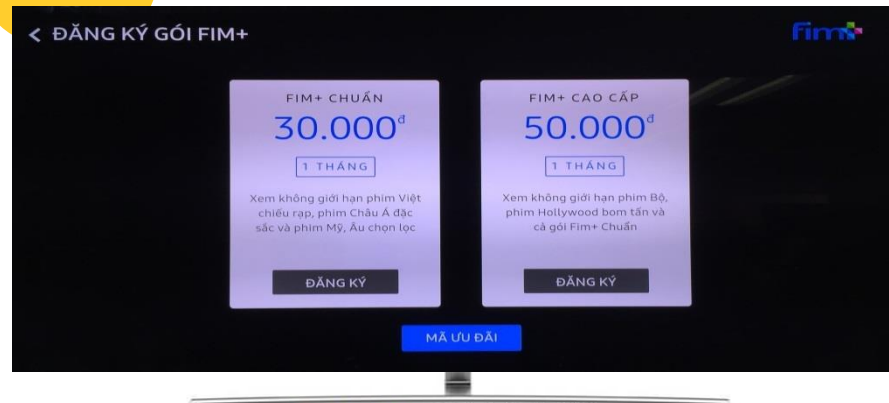 < ĐĂNG KÝ GÓI FIM+
fim+
FIM+ CHUẨN
30.000đ
1 THÁNG
Xem không giới hạn phim Việt
chiếu rạp, phim Châu Á đặc
sắc và phim Mỹ, Âu chọn lọc
ĐĂNG KÝ
FIM+ CAO CẤP
50.000đ
1 THÁNG
Xem không giới hạn phim Bộ,
phim Hollywood bom tấn và
cả gói Fim+ Chuẩn
ĐĂNG KÝ
MÃ ƯU ĐÃI